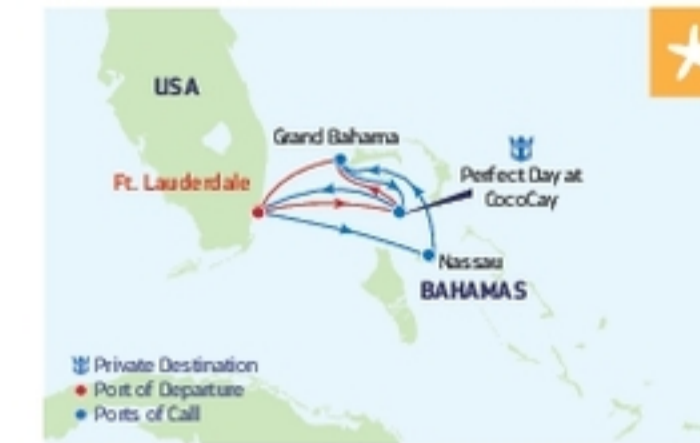 USA
Grand Bahama
Perfect Day at
CocoCay
Ft. Lauderdale
Nassau
BAHAMAS
Private Destination
Port of Departure
Ports of Call